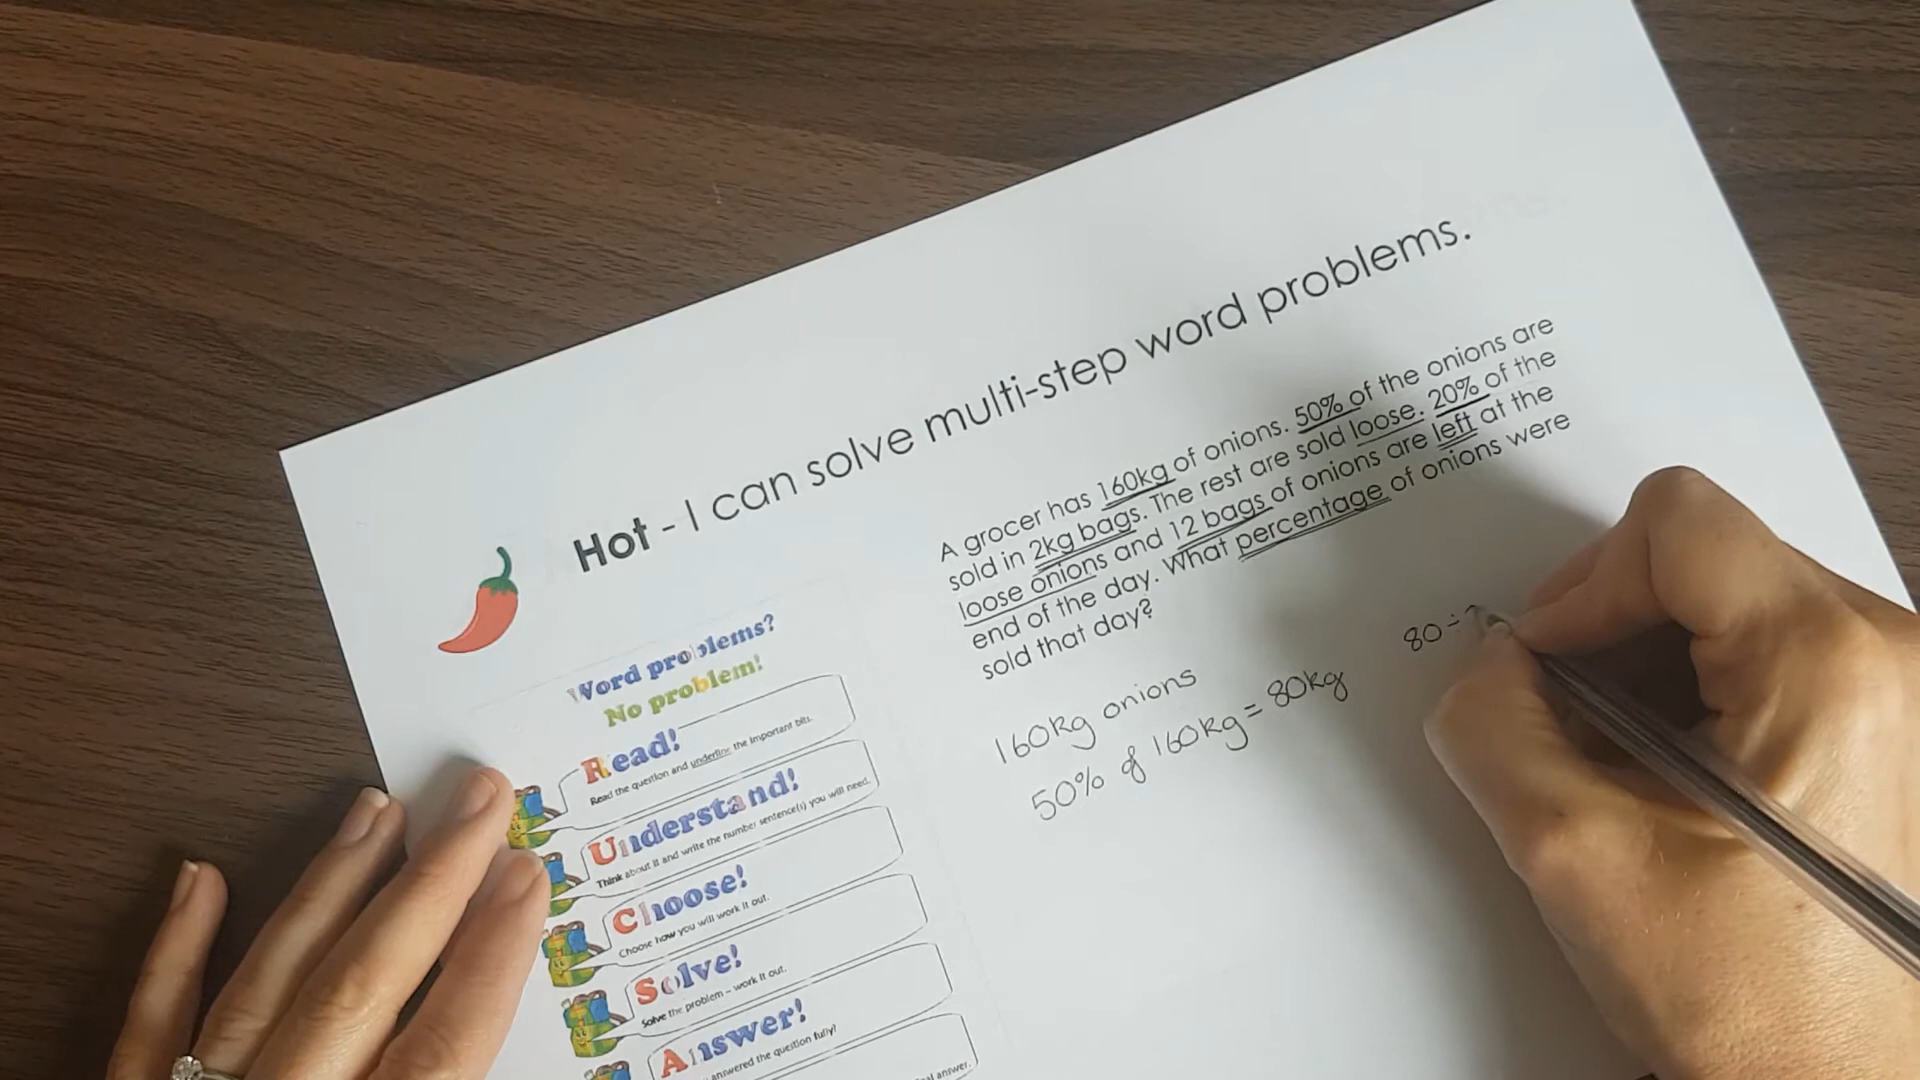 Hot - I can solve multi-step word problems.
A grocer has 160kg of onions. 50% of the onions are
sold in 2kg bags. The rest are sold loose. 20% of the
loose onions and 12 bags of onions are left at the
end of the day. What percentage of onions were
sold that day?
160kg onions
50% of 160kg = 80kg
80÷
Word problems?
No problem!
Read!
Read the question and underline the important bits.
Understand!
Think about it and write the number sentence(s) you will need.
Choose!
Choose how you will work it out.
Solve!
Solve the problem – work it out.
Answer!
answered the question fully?
answer.